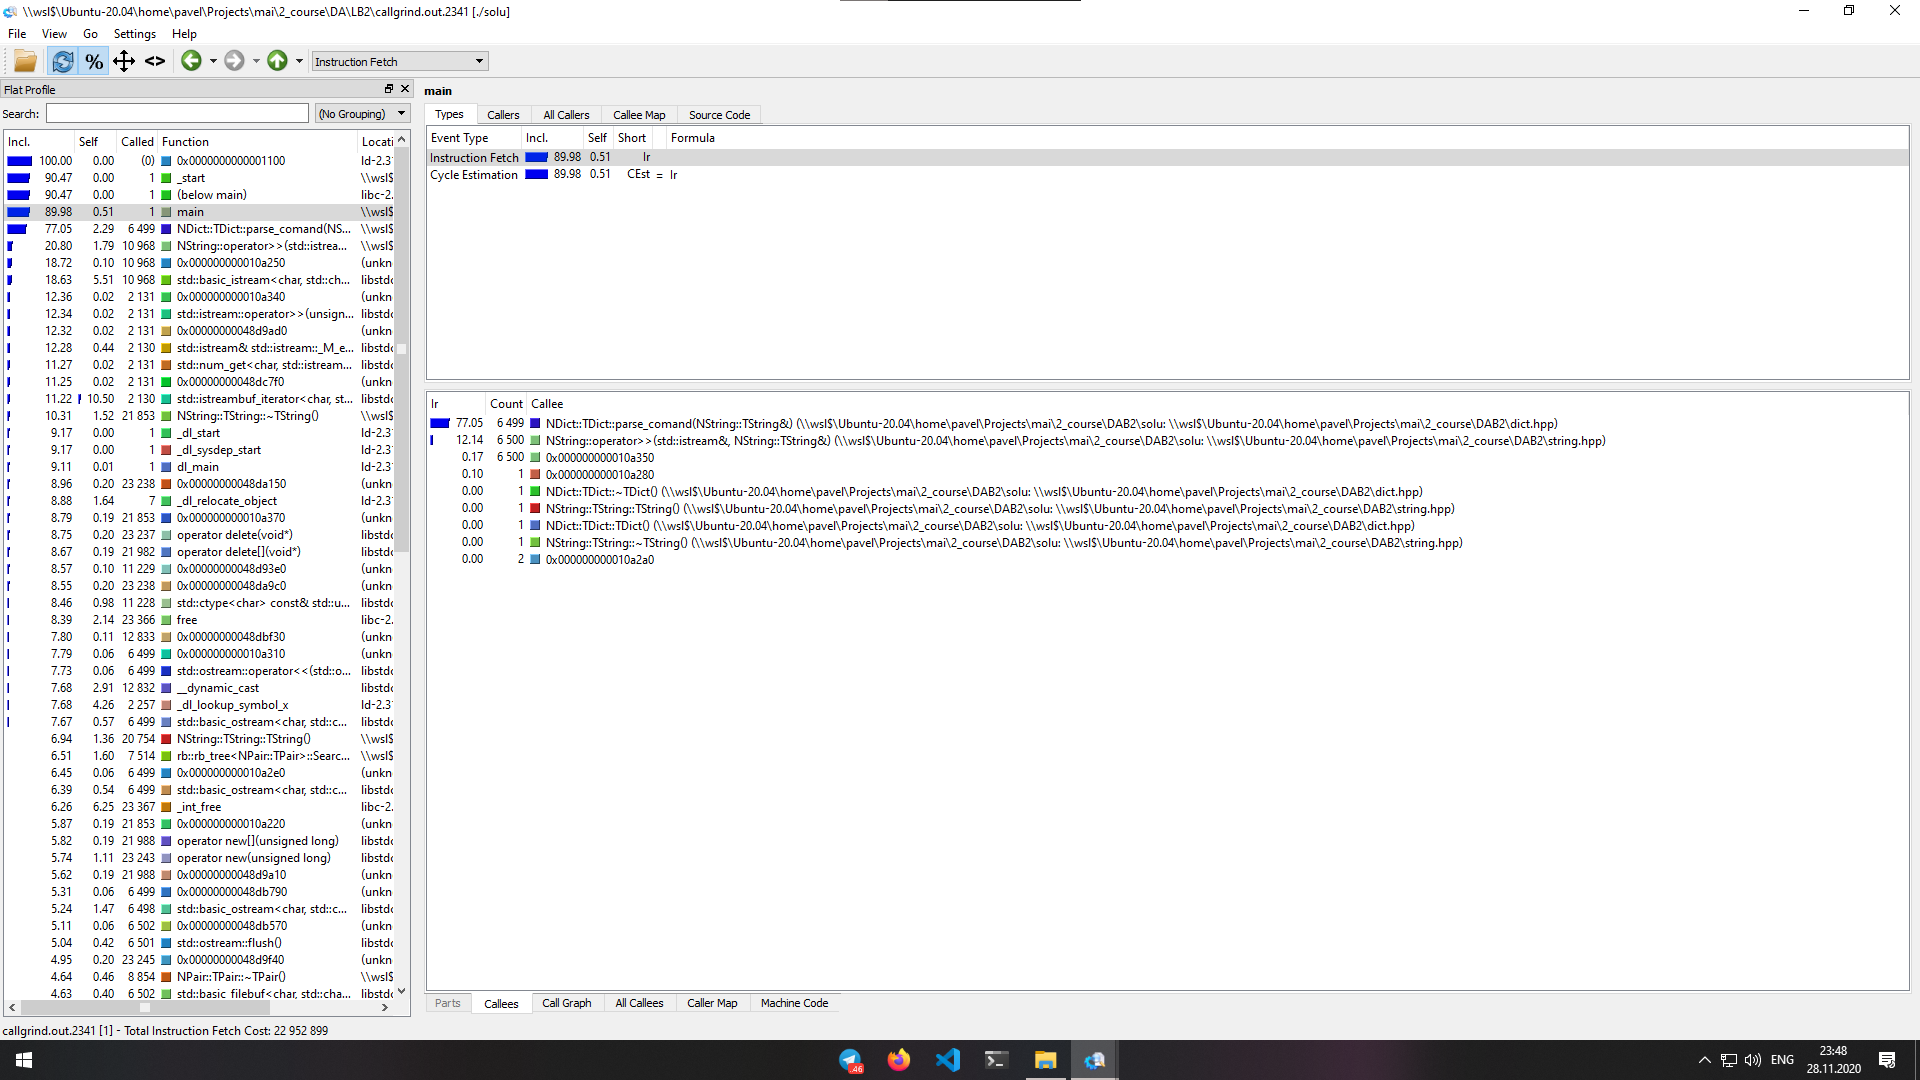 \\wsl$\Ubuntu-20.04\home\pavel\Projects\mai\2_course\DA\LB2\callgrind.out.2341 [./solu]
File View Go Settings Help
% <> Instruction Fetch
Flat Profile
Search: (No Grouping)
Incl. Self Called Function Locati
100.00 0.00 (0) 0x0000000000001100 ld-2.31
90.47 0.00 1 _start \\wsl$
90.47 0.00 1 (below main) libc-2.
89.98 0.51 1 main \\wsl$
77.05 2.29 6 499 NDict::TDict::parse_comand(NS... \\wsl$
20.80 1.79 10 968 NString::operator>>(std::istrea... \\wsl$
18.72 0.10 10 968 0x000000000010a250 (unkn
18.63 5.51 10 968 std::basic_istream<char, std::ch... libstdc
12.36 0.02 2 131 0x000000000010a340 (unkn
12.34 0.02 2 131 std::istream::operator>>(unsign... libstdc
12.32 0.02 2 131 0x00000000048d9ad0 (unkn
12.28 0.44 2 130 std::istream& std::istream::_M_e... libstdc
11.27 0.02 2 131 std::num_get<char, std::istream... libstdc
11.25 0.02 2 131 0x00000000048dc7f0 (unkn
11.22 10.50 2 130 std::istreambuf_iterator<char, st... libstdc
10.31 1.52 21 853 NString::TString::~TString() \\wsl$
9.17 0.00 1 _dl_start ld-2.31
9.17 0.00 1 _dl_sysdep_start ld-2.31
9.11 0.01 1 dl_main ld-2.31
8.96 0.20 23 238 0x00000000048da150 (unkn
8.88 1.64 7 _dl_relocate_object ld-2.31
8.79 0.19 21 853 0x000000000010a370 (unkn
8.75 0.20 23 237 operator delete(void*) libstdc
8.67 0.19 21 982 operator delete[](void*) libstdc
8.57 0.10 11 229 0x00000000048d93e0 (unkn
8.55 0.20 23 238 0x00000000048da9c0 (unkn
8.46 0.98 11 228 std::ctype<char> const& std::u... libstdc
8.39 2.14 23 366 free libc-2.
7.80 0.11 12 833 0x00000000048dbf30 (unkn
7.79 0.06 6 499 0x000000000010a310 (unkn
7.73 0.06 6 499 std::ostream::operator<<(std::o... libstdc
7.68 2.91 12 832 __dynamic_cast libstdc
7.68 4.26 2 257 _dl_lookup_symbol_x ld-2.31
7.67 0.57 6 499 std::basic_ostream<char, std::c... libstdc
6.94 1.36 20 754 NString::TString::TString() \\wsl$
6.51 1.60 7 514 rb::rb_tree<NPair::TPair>::Searc... \\wsl$
6.45 0.06 6 499 0x000000000010a2e0 (unkn
6.39 0.54 6 499 std::basic_ostream<char, std::c... libstdc
6.26 6.25 23 367 _int_free libc-2.
5.87 0.19 21 853 0x000000000010a220 (unkn
5.82 0.19 21 988 operator new[](unsigned long) libstdc
5.74 1.11 23 243 operator new(unsigned long) libstdc
5.62 0.19 21 988 0x00000000048d9a10 (unkn
5.31 0.06 6 499 0x00000000048db790 (unkn
5.24 1.47 6 498 std::basic_ostream<char, std::c... libstdc
5.11 0.06 6 502 0x00000000048db570 (unkn
5.04 0.42 6 501 std::ostream::flush() libstdc
4.95 0.20 23 245 0x00000000048d9f40 (unkn
4.64 0.46 8 854 NPair::TPair::~TPair() \\wsl$
4.63 0.40 6 502 std::basic_filebuf<char, std::cha... libstdc
main
Types Callers All Callers Callee Map Source Code
Event Type Incl. Self Short Formula
Instruction Fetch 89.98 0.51 Ir
Cycle Estimation 89.98 0.51 CEst = Ir
Ir Count Callee
77.05 6 499 NDict::TDict::parse_comand(NString::TString&) (\\wsl$\Ubuntu-20.04\home\pavel\Projects\mai\2_course\DAB2\solu: \\wsl$\Ubuntu-20.04\home\pavel\Projects\mai\2_course\DAB2\dict.hpp)
12.14 6 500 NString::operator>>(std::istream&, NString::TString&) (\\wsl$\Ubuntu-20.04\home\pavel\Projects\mai\2_course\DAB2\solu: \\wsl$\Ubuntu-20.04\home\pavel\Projects\mai\2_course\DAB2\string.hpp)
0.17 6 500 0x000000000010a350
0.10 1 0x000000000010a280
0.00 1 NDict::TDict::~TDict() (\\wsl$\Ubuntu-20.04\home\pavel\Projects\mai\2_course\DAB2\solu: \\wsl$\Ubuntu-20.04\home\pavel\Projects\mai\2_course\DAB2\dict.hpp)
0.00 1 NString::TString::TString() (\\wsl$\Ubuntu-20.04\home\pavel\Projects\mai\2_course\DAB2\solu: \\wsl$\Ubuntu-20.04\home\pavel\Projects\mai\2_course\DAB2\string.hpp)
0.00 1 NDict::TDict::TDict() (\\wsl$\Ubuntu-20.04\home\pavel\Projects\mai\2_course\DAB2\solu: \\wsl$\Ubuntu-20.04\home\pavel\Projects\mai\2_course\DAB2\dict.hpp)
0.00 1 NString::TString::~TString() (\\wsl$\Ubuntu-20.04\home\pavel\Projects\mai\2_course\DAB2\solu: \\wsl$\Ubuntu-20.04\home\pavel\Projects\mai\2_course\DAB2\string.hpp)
0.00 2 0x000000000010a2a0
Parts Callees Call Graph All Callees Caller Map Machine Code
callgrind.out.2341 [1] - Total Instruction Fetch Cost: 22 952 899
46
ENG
23:48
28.11.2020